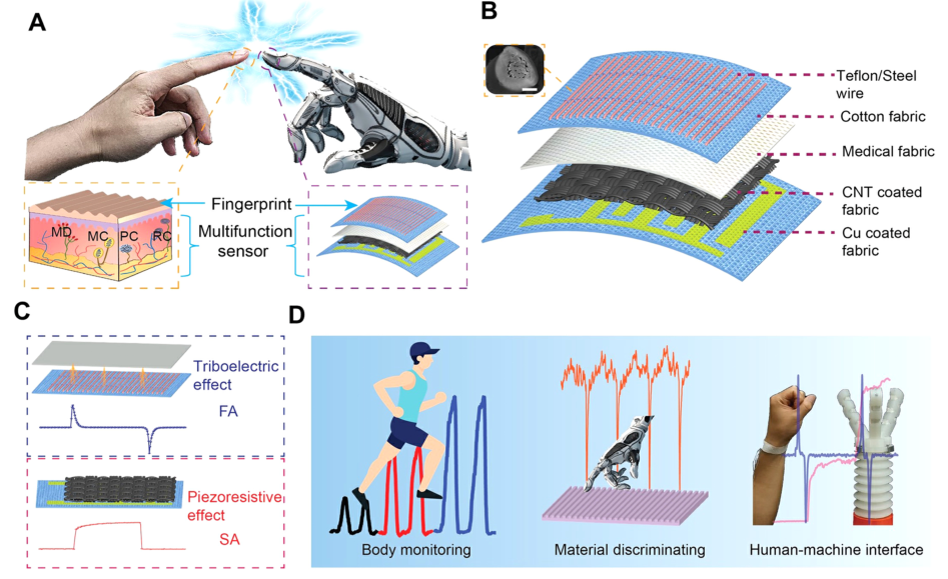 A
Fingerprint
Multifunction
sensor
MD
MC
PC
RC
B
Teflon/Steel
wire
Cotton fabric
Medical fabric
CNT coated
fabric
Cu coated
fabric
C
Triboelectric
effect
FA
Piezoresistive
effect
SA
D
Body monitoring
Material discriminating
Human-machine interface